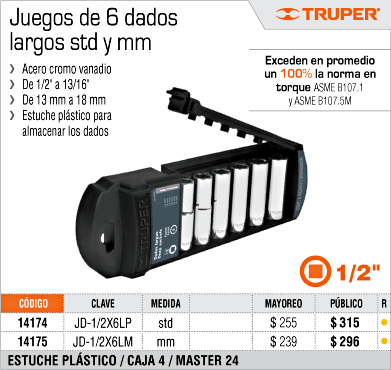 Juegos de 6 dados
largos std y mm
Acero cromo vanadio
De 1/2" a 13/16"
De 13 mm a 18 mm
Estuche plástico para
almacenar los dados
TRUPER®
Exceden en promedio
un 100% la norma en
torque ASME B107.1
y ASME B107.5M
TRUPER
1/2"
CÓDIGO CLAVE MEDIDA MAYOREO PÚBLICO R
14174 JD-1/2X6LP std $ 255 $ 315
14175 JD-1/2X6LM mm $ 239 $ 296
ESTUCHE PLÁSTICO / CAJA 4 / MASTER 24